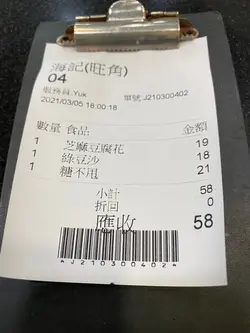 海記(旺角)
04
服務員:Yuk 單號:J210300402
2021/03/05 18:00:18
數量 食品 金額
1 芝麻豆腐花 19
1 綠豆沙 18
1 糖不甩 21
小計 58
折回 0
應收 58
*J210300402*